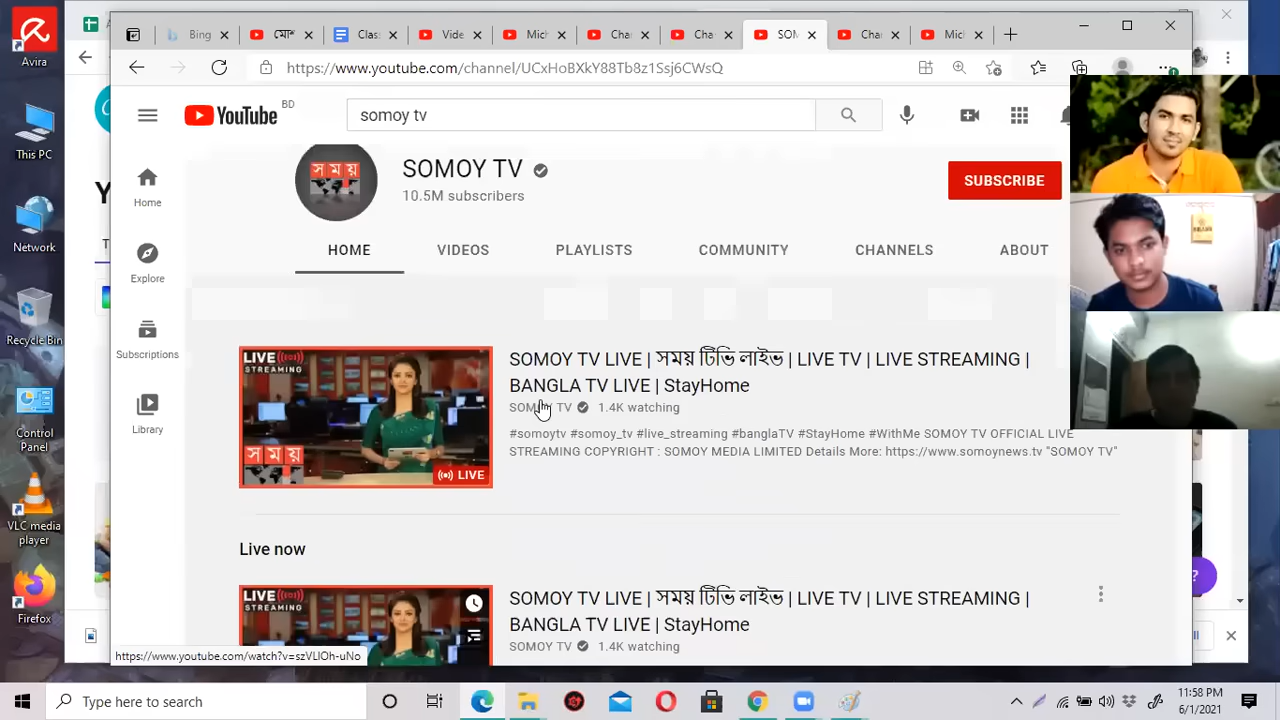 Avira
This PC
Network
Recycle Bin
Control
Panel
VLC media
player
Firefox
Bing
Class
Vide
Mich
Cha
Cha
SOM
Cha
Mich
https://www.youtube.com/channel/UCxHoBXkY88Tb8z1Ssj6CWsQ
YouTube
BD
somoy tv
Home
Explore
Subscriptions
Library
সময়
SOMOY TV
10.5M subscribers
SUBSCRIBE
HOME
VIDEOS
PLAYLISTS
COMMUNITY
CHANNELS
ABOUT
LIVE
STREAMING
সময়
LIVE
SOMOY TV LIVE | সময় টিভি লাইভ | LIVE TV | LIVE STREAMING |
BANGLA TV LIVE | StayHome
SOMOY TV 1.4K watching
#somoytv #somoy_tv #live_streaming #banglaTV #StayHome #WithMe SOMOY TV OFFICIAL LIVE
STREAMING COPYRIGHT : SOMOY MEDIA LIMITED Details More: https://www.somoynews.tv "SOMOY TV"
Live now
LIVE
STREAMING
SOMOY TV LIVE | সময় টিভি লাইভ | LIVE TV | LIVE STREAMING |
BANGLA TV LIVE | StayHome
SOMOY TV 1.4K watching
https://www.youtube.com/watch?v=szVLlOh-uNo
Type here to search
11:58 PM
6/1/2021